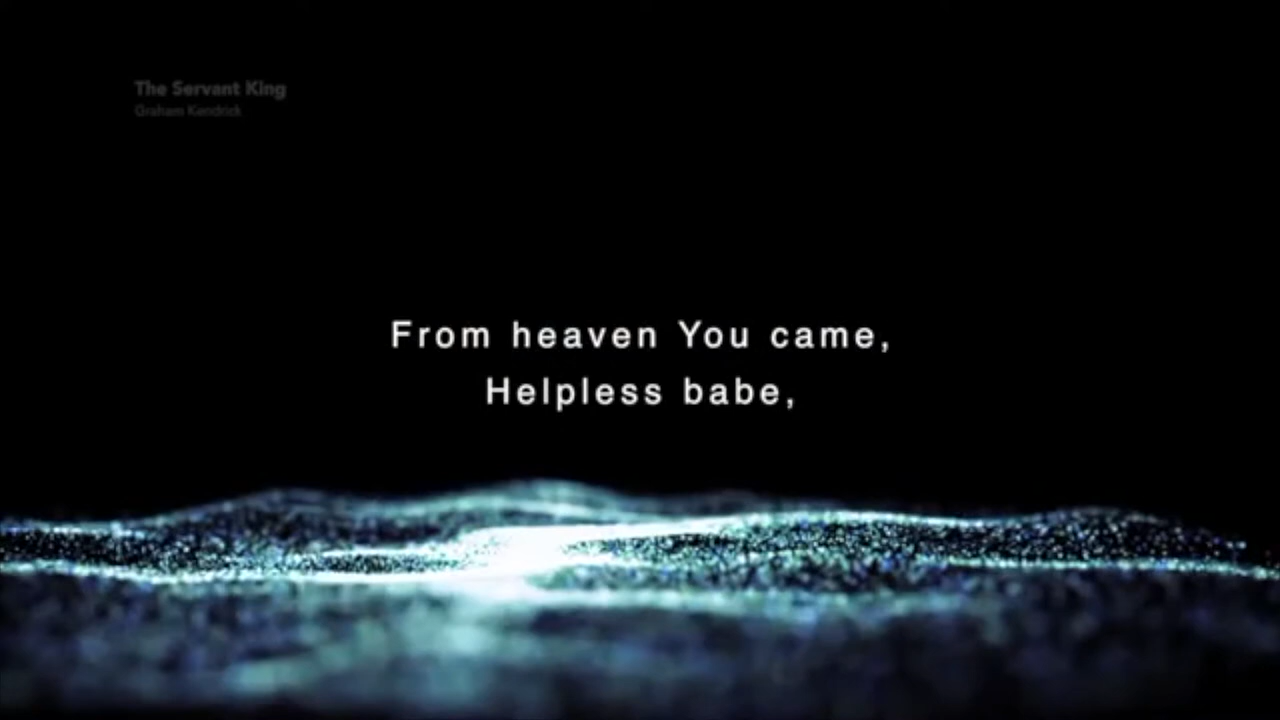 The Servant King
Graham Kendrick
From heaven You came,
Helpless babe,